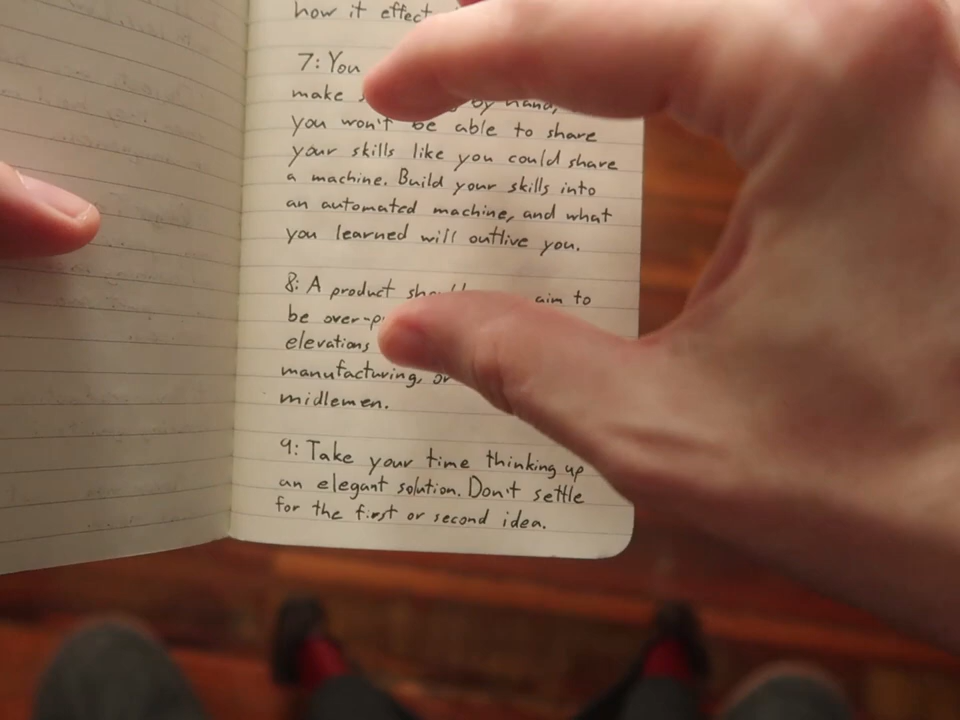 how it effect
7: You
make by hand,
you won't be able to share
your skills like you could share
a machine. Build your skills into
an automated machine, and what
you learned will outlive you.
8: A product aim to
be
elevations
manufacturing, or
midlemen.
9: Take your time thinking up
an elegant solution. Don't settle
for the first or second idea.